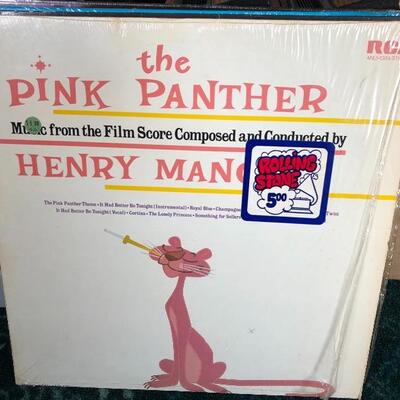 the
RCA
PINK PANTHER
Music from the Film Score Composed and Conducted by
HENRY MANC
ROLLING
STONE
5.00
The Pink Panther Theme • It Had Better Be Tonight (Instrumental) • Royal Blue • Champagne
Twist
It Had Better Be Tonight (Vocal) • Cortina • The Lonely Princess • Something for Sellers